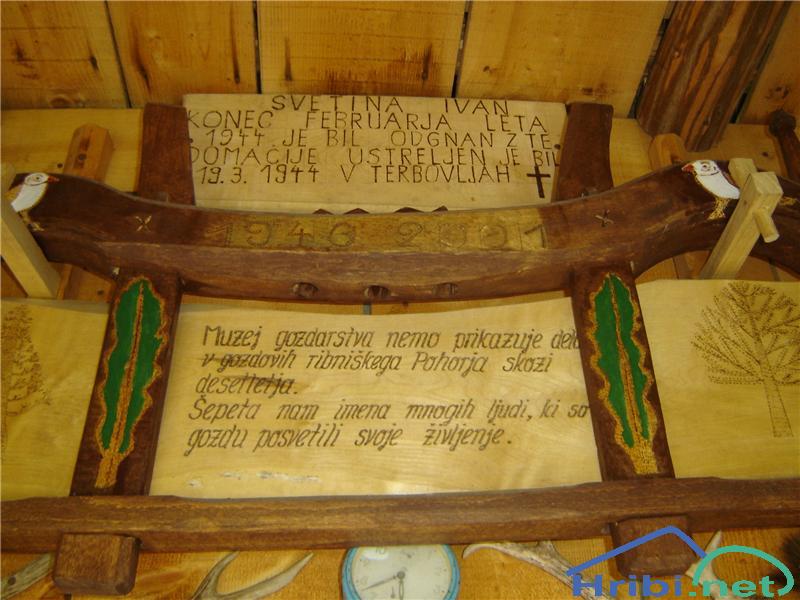 SVETINA IVAN
KONEC FEBRUARJA LETA
1944 JE BIL ODGNAN Z TE
DOMAČIJE USTRELJEN JE BIL
19.3. 1944 V TERBOVLJAH
1946 2001
Muzej gozdarstva nemo prikazuje delo
v gozdovih ribniškega Pohorja skozi
desetletja.
Šepeta nam imena mnogih ljudi, ki so
gozdu posvetili svoje življenje.
Hribi.net